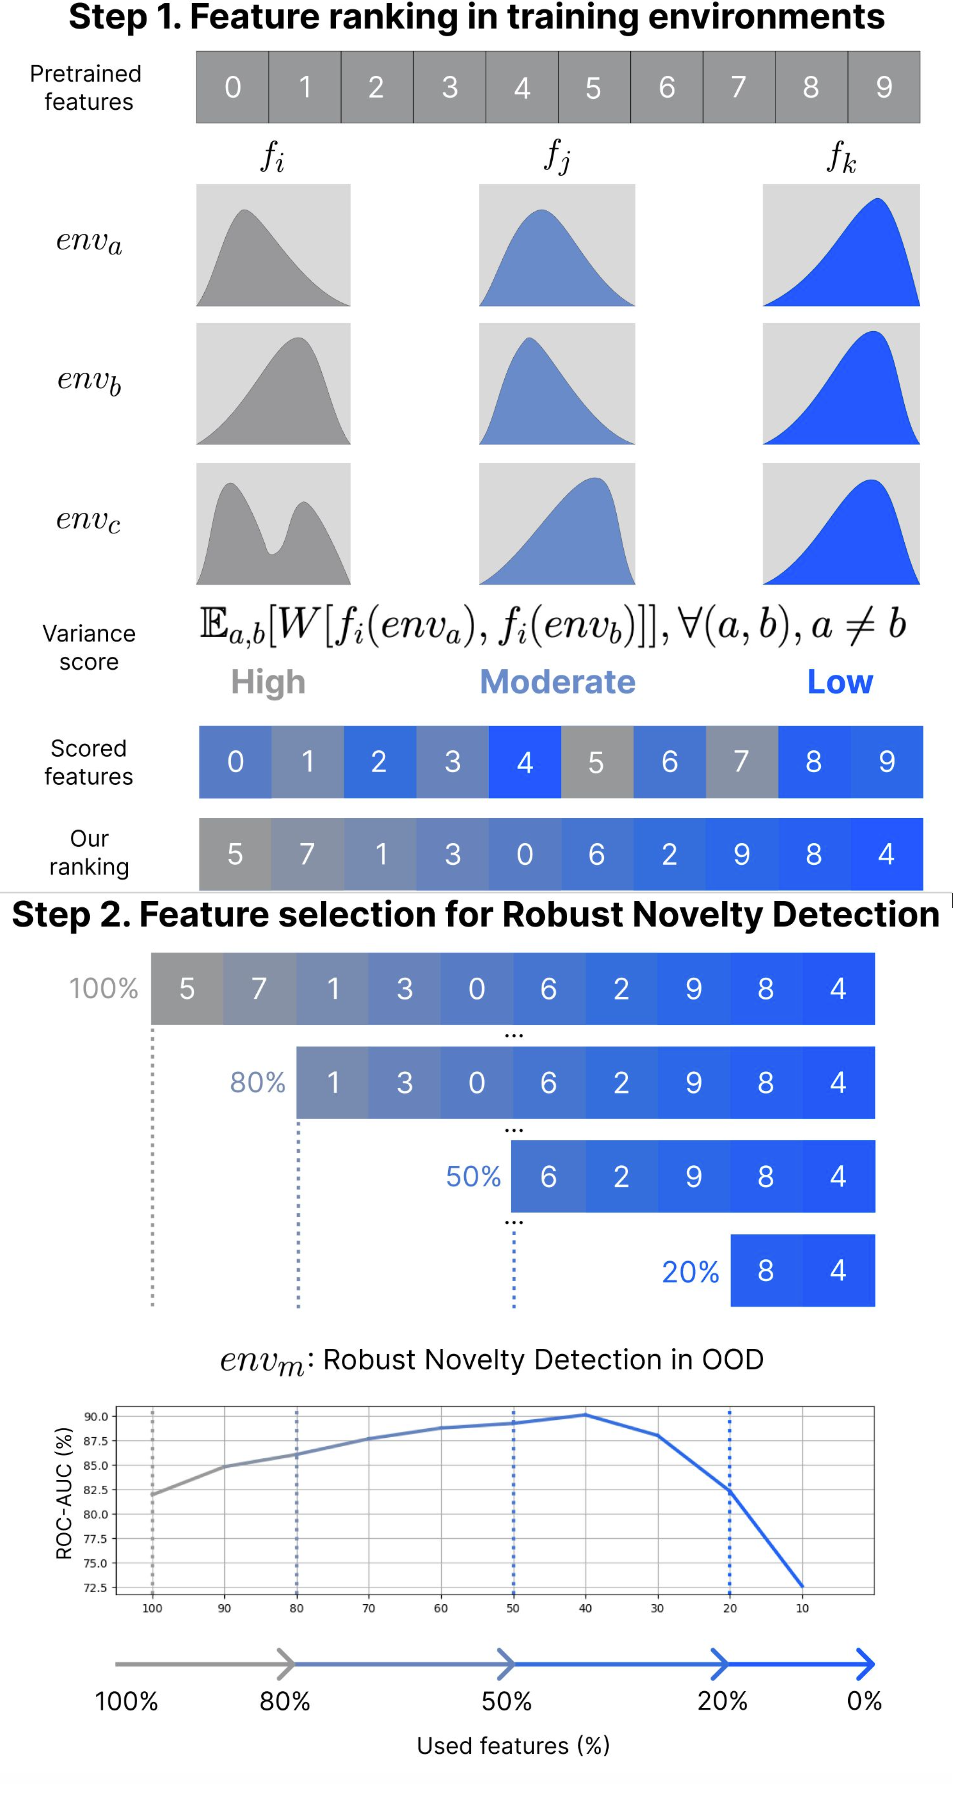 Step 1. Feature ranking in training environments
Pretrained
features
0 1 2 3 4 5 6 7 8 9
f_i f_j f_k
env_a
env_b
env_c
Variance
score
𝔼_{a,b}[W[f_i(env_a), f_i(env_b)]], ∀(a, b), a ≠ b
High Moderate Low
Scored
features
0 1 2 3 4 5 6 7 8 9
Our
ranking
5 7 1 3 0 6 2 9 8 4
Step 2. Feature selection for Robust Novelty Detection
100% 5 7 1 3 0 6 2 9 8 4
...
80% 1 3 0 6 2 9 8 4
...
50% 6 2 9 8 4
...
20% 8 4
env_m: Robust Novelty Detection in OOD
ROC-AUC (%)
90.0
87.5
85.0
82.5
80.0
77.5
75.0
72.5
100 90 80 70 60 50 40 30 20 10
100% 80% 50% 20% 0%
Used features (%)